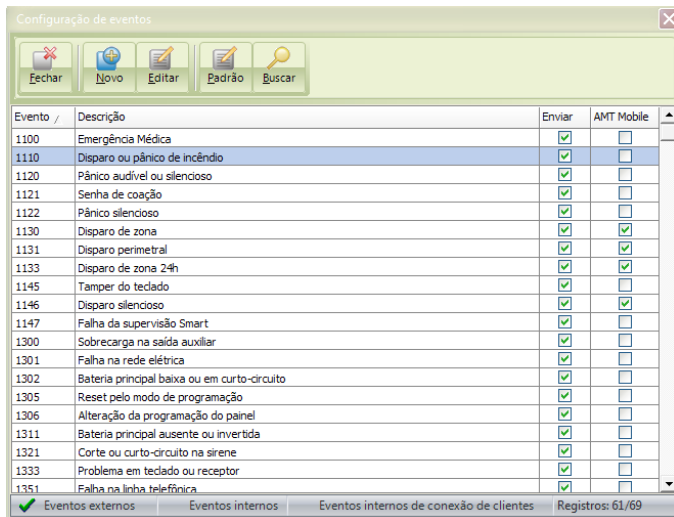 Configuração de eventos
Fechar Novo Editar Padrão Buscar
Evento Descrição Enviar AMT Mobile
1100 Emergência Médica
1110 Disparo ou pânico de incêndio
1120 Pânico audível ou silencioso
1121 Senha de coação
1122 Pânico silencioso
1130 Disparo de zona
1131 Disparo perimetral
1133 Disparo de zona 24h
1145 Tamper do teclado
1146 Disparo silencioso
1147 Falha da supervisão Smart
1300 Sobrecarga na saída auxiliar
1301 Falha na rede elétrica
1302 Bateria principal baixa ou em curto-circuito
1305 Reset pelo modo de programação
1306 Alteração da programação do painel
1311 Bateria principal ausente ou invertida
1321 Corte ou curto-circuito na sirene
1333 Problema em teclado ou receptor
1351 Falha na linha telefônica
Eventos externos Eventos internos Eventos internos de conexão de clientes Registros: 61/69